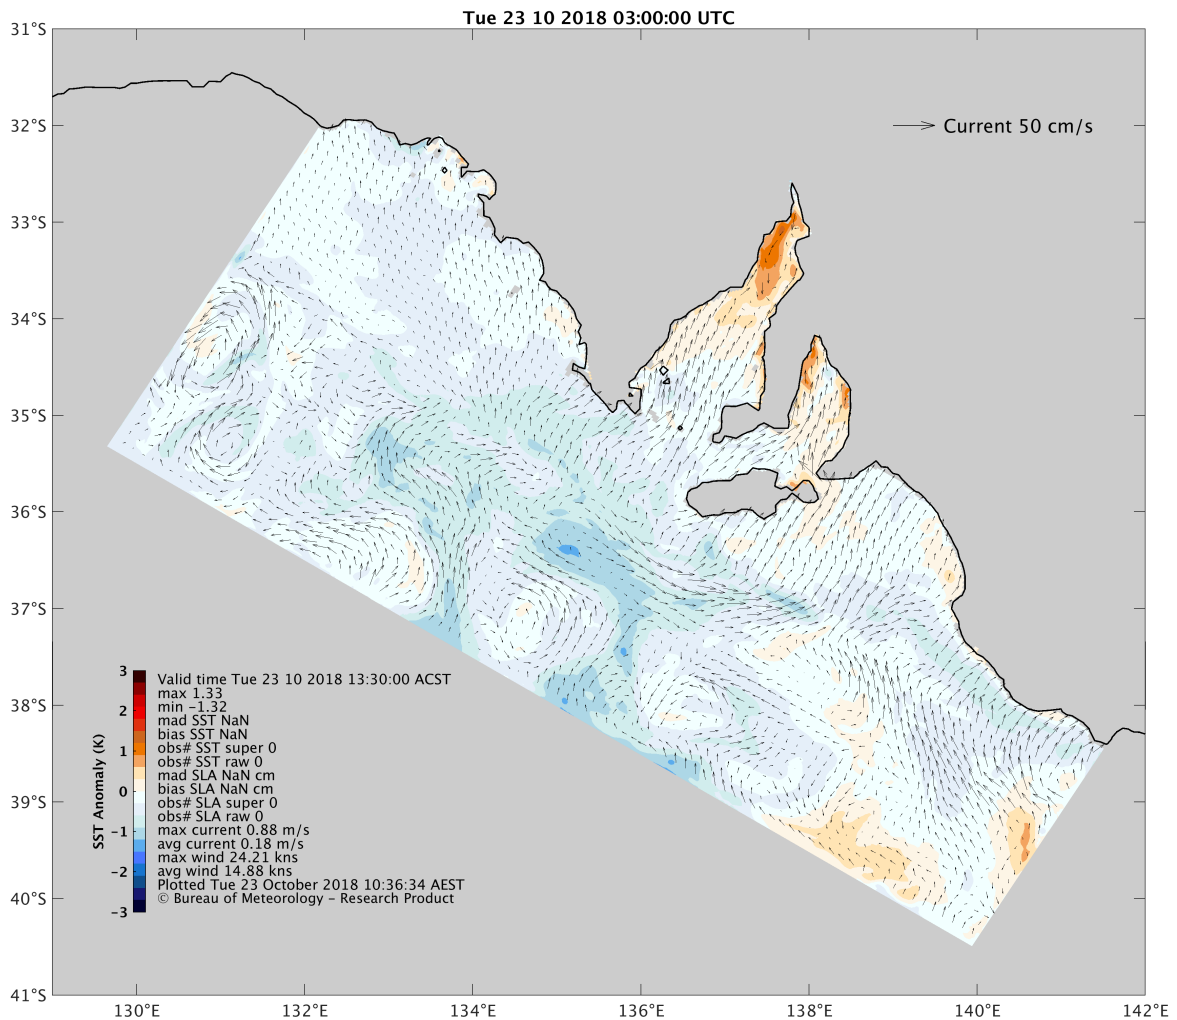 Tue 23 10 2018 03:00:00 UTC
31°S
32°S
33°S
34°S
35°S
36°S
37°S
38°S
39°S
40°S
41°S
Current 50 cm/s
SST Anomaly (K)
3
2
1
0
−1
−2
−3
Valid time Tue 23 10 2018 13:30:00 ACST
max 1.33
min −1.32
mad SST NaN
bias SST NaN
obs# SST super 0
obs# SST raw 0
mad SLA NaN cm
bias SLA NaN cm
obs# SLA super 0
obs# SLA raw 0
max current 0.88 m/s
avg current 0.18 m/s
max wind 24.21 kns
avg wind 14.88 kns
Plotted Tue 23 October 2018 10:36:34 AEST
© Bureau of Meteorology − Research Product
130°E 132°E 134°E 136°E 138°E 140°E 142°E